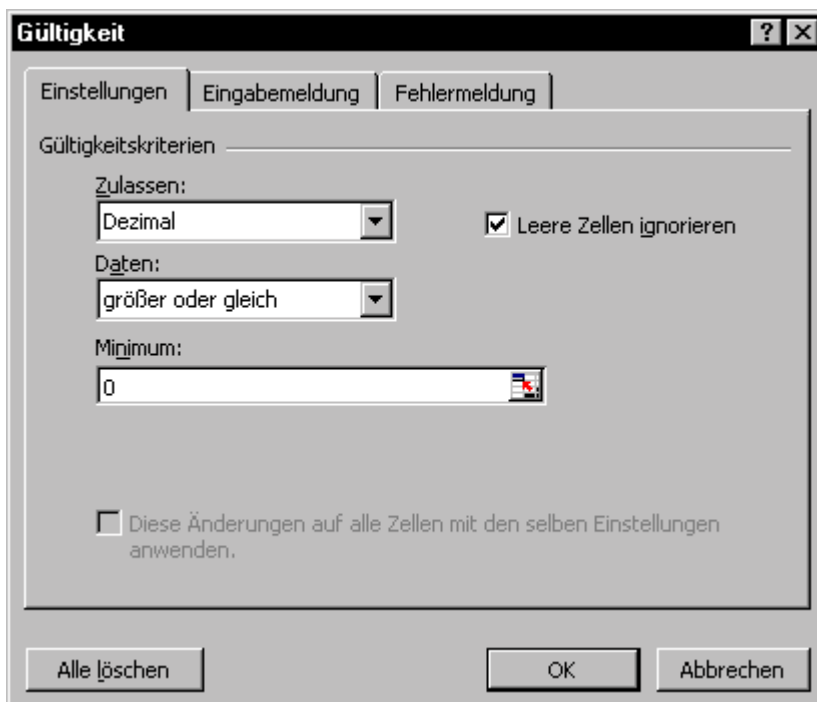 Gültigkeit
Einstellungen Eingabemeldung Fehlermeldung
Gültigkeitskriterien
Zulassen:
Dezimal
Leere Zellen ignorieren
Daten:
größer oder gleich
Minimum:
0
Diese Änderungen auf alle Zellen mit den selben Einstellungen
anwenden.
Alle löschen OK Abbrechen